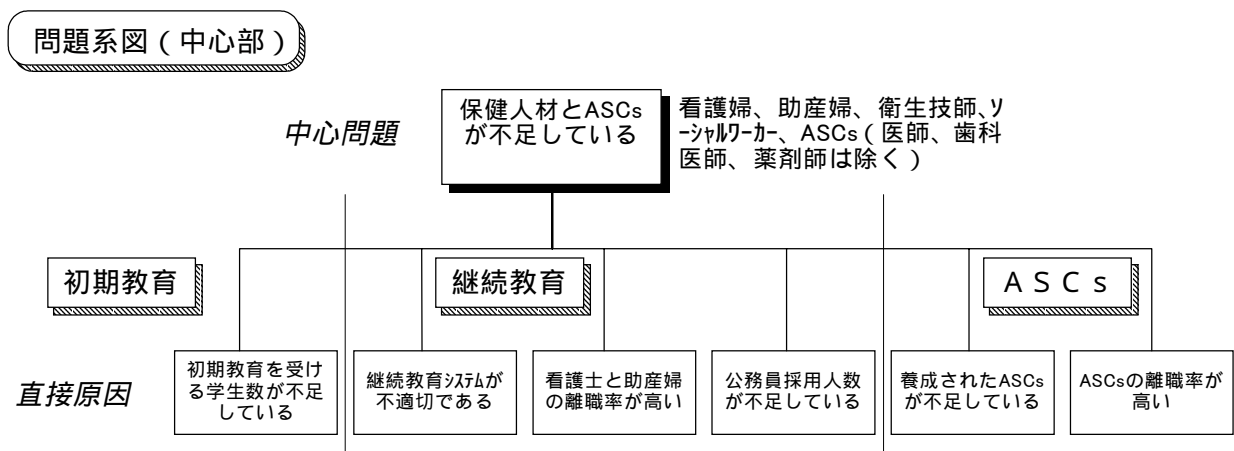 問題系図(中心部)
中心問題
保健人材とASCs
が不足している
看護婦、助産婦、衛生技師、ソ
ーシャルワーカー、ASCs(医師、歯科
医師、薬剤師は除く)
初期教育
継続教育
ASCs
直接原因
初期教育を受け
る学生数が不足
している
継続教育システムが
不適切である
看護士と助産婦
の離職率が高い
公務員採用人数
が不足している
養成されたASCs
が不足している
ASCsの離職率が
高い